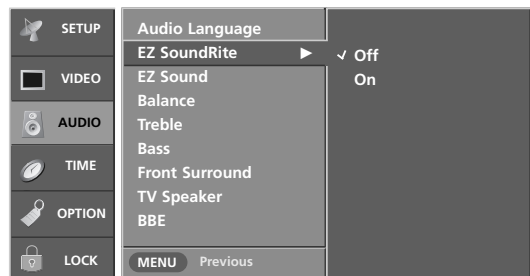 SETUP
VIDEO
AUDIO
TIME
OPTION
LOCK
Audio Language
EZ SoundRite
EZ Sound
Balance
Treble
Bass
Front Surround
TV Speaker
BBE
MENU Previous
Off
On